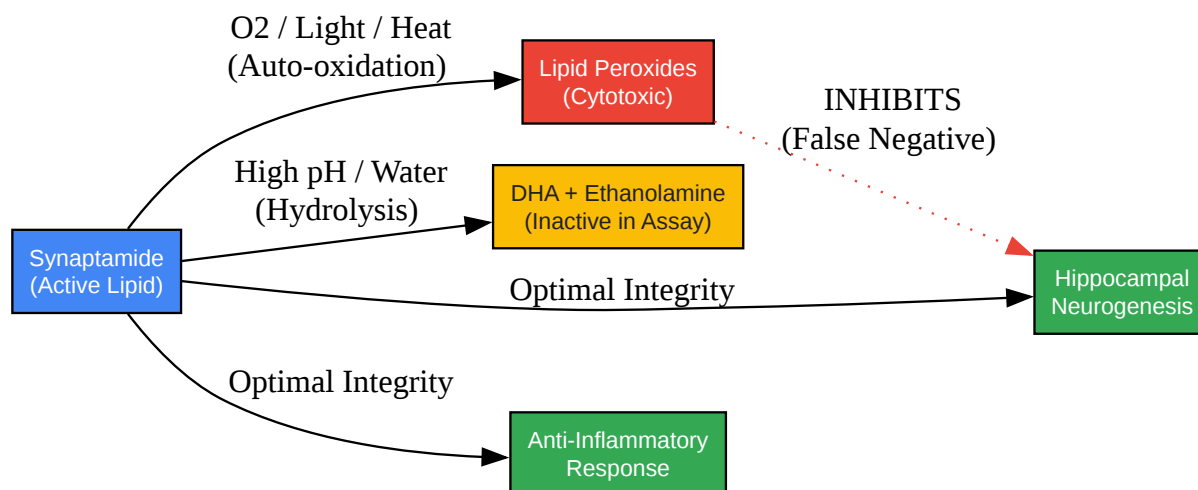 O2 / Light / Heat
(Auto-oxidation)
Lipid Peroxides
(Cytotoxic)
INHIBITS
(False Negative)
High pH / Water
(Hydrolysis)
DHA + Ethanolamine
(Inactive in Assay)
Synaptamide
(Active Lipid)
Optimal Integrity
Hippocampal
Neurogenesis
Optimal Integrity
Anti-Inflammatory
Response